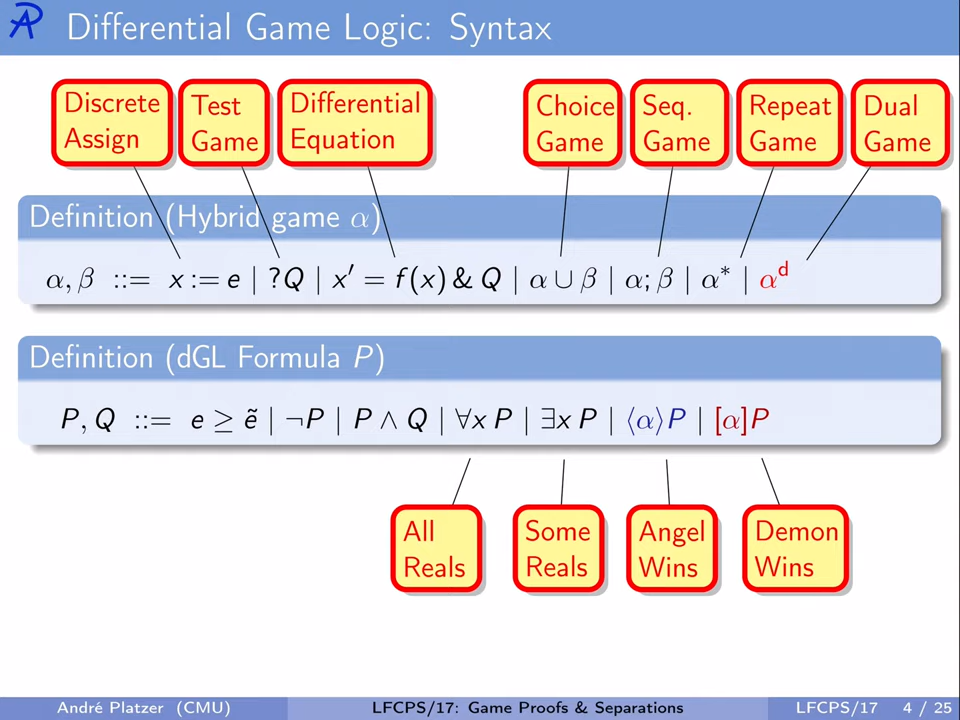 Differential Game Logic: Syntax
Discrete Assign
Test Game
Differential Equation
Choice Game
Seq. Game
Repeat Game
Dual Game
Definition (Hybrid game α)
α, β ::= x := e | ?Q | x′ = f(x) & Q | α ∪ β | α; β | α* | αᵈ
Definition (dGL Formula P)
P, Q ::= e ≥ ẽ | ¬P | P ∧ Q | ∀x P | ∃x P | ⟨α⟩P | [α]P
All Reals
Some Reals
Angel Wins
Demon Wins
André Platzer (CMU)
LFCPS/17: Game Proofs & Separations
LFCPS/17 4 / 25